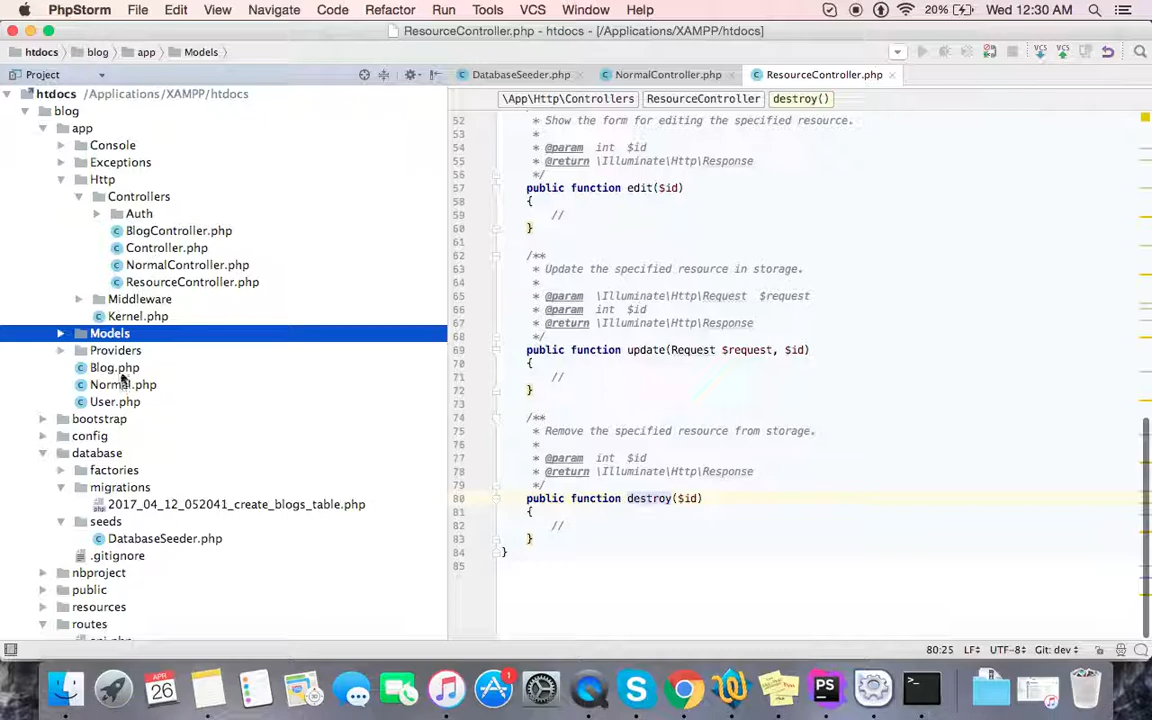 PhpStorm File Edit View Navigate Code Refactor Run Tools VCS Window Help 20% Wed 12:30 AM
ResourceController.php - htdocs - [/Applications/XAMPP/htdocs]
htdocs blog app Models
Project
DatabaseSeeder.php NormalController.php ResourceController.php
htdocs /Applications/XAMPP/htdocs
blog
app
Console
Exceptions
Http
Controllers
Auth
BlogController.php
Controller.php
NormalController.php
ResourceController.php
Middleware
Kernel.php
Models
Providers
Blog.php
Normal.php
User.php
bootstrap
config
database
factories
migrations
2017_04_12_052041_create_blogs_table.php
seeds
DatabaseSeeder.php
.gitignore
nbproject
public
resources
routes
\App\Http\Controllers ResourceController destroy()
52 * Show the form for editing the specified resource.
53 *
54 * @param int $id
55 * @return \Illuminate\Http\Response
56 */
57 public function edit($id)
58 {
59 //
60 }
61
62 /**
63 * Update the specified resource in storage.
64 *
65 * @param \Illuminate\Http\Request $request
66 * @param int $id
67 * @return \Illuminate\Http\Response
68 */
69 public function update(Request $request, $id)
70 {
71 //
72 }
73
74 /**
75 * Remove the specified resource from storage.
76 *
77 * @param int $id
78 * @return \Illuminate\Http\Response
79 */
80 public function destroy($id)
81 {
82 //
83 }
84 }
85
80:25 LF UTF-8 Git: dev
APR
26
1
PS
>_